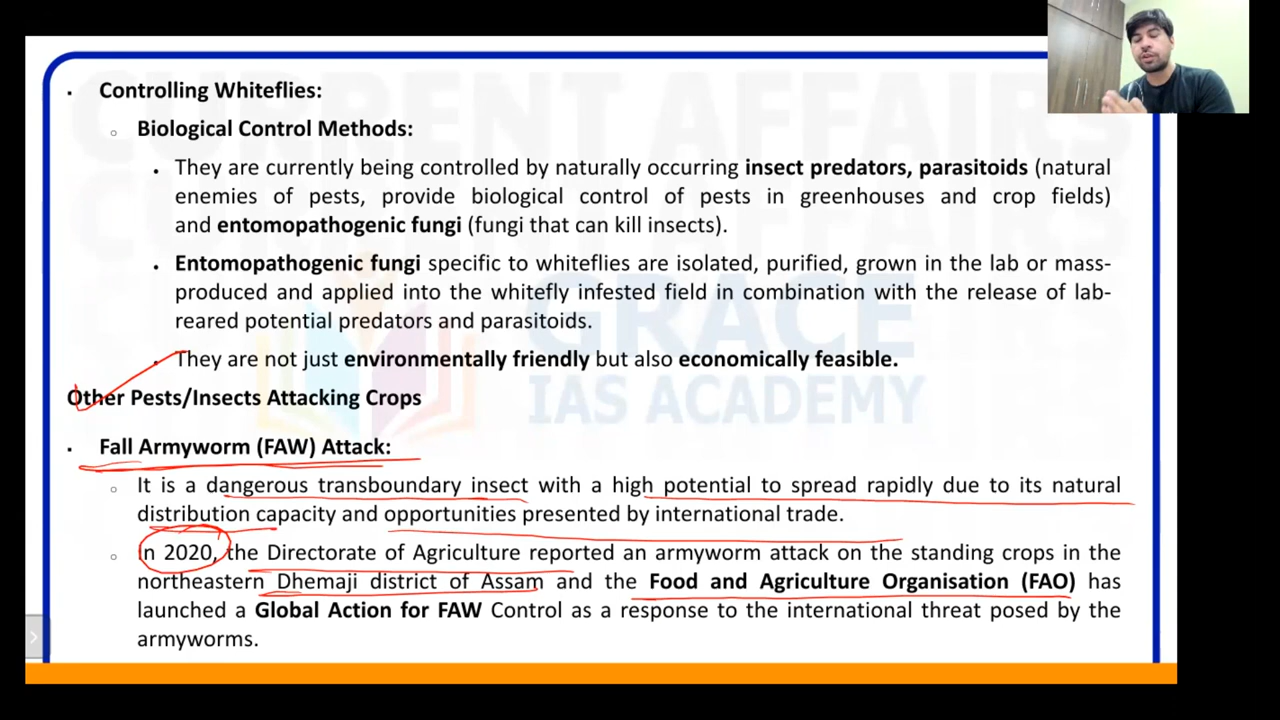 ▪ Controlling Whiteflies:
o Biological Control Methods:
• They are currently being controlled by naturally occurring insect predators, parasitoids (natural
enemies of pests, provide biological control of pests in greenhouses and crop fields)
and entomopathogenic fungi (fungi that can kill insects).
• Entomopathogenic fungi specific to whiteflies are isolated, purified, grown in the lab or mass-
produced and applied into the whitefly infested field in combination with the release of lab-
reared potential predators and parasitoids.
• They are not just environmentally friendly but also economically feasible.
Other Pests/Insects Attacking Crops
▪ Fall Armyworm (FAW) Attack:
o It is a dangerous transboundary insect with a high potential to spread rapidly due to its natural
distribution capacity and opportunities presented by international trade.
o In 2020, the Directorate of Agriculture reported an armyworm attack on the standing crops in the
northeastern Dhemaji district of Assam and the Food and Agriculture Organisation (FAO) has
launched a Global Action for FAW Control as a response to the international threat posed by the
armyworms.
CURRENT AFFAIRS
CURRENT AFFAIRS
GRACE
IAS ACADEMY